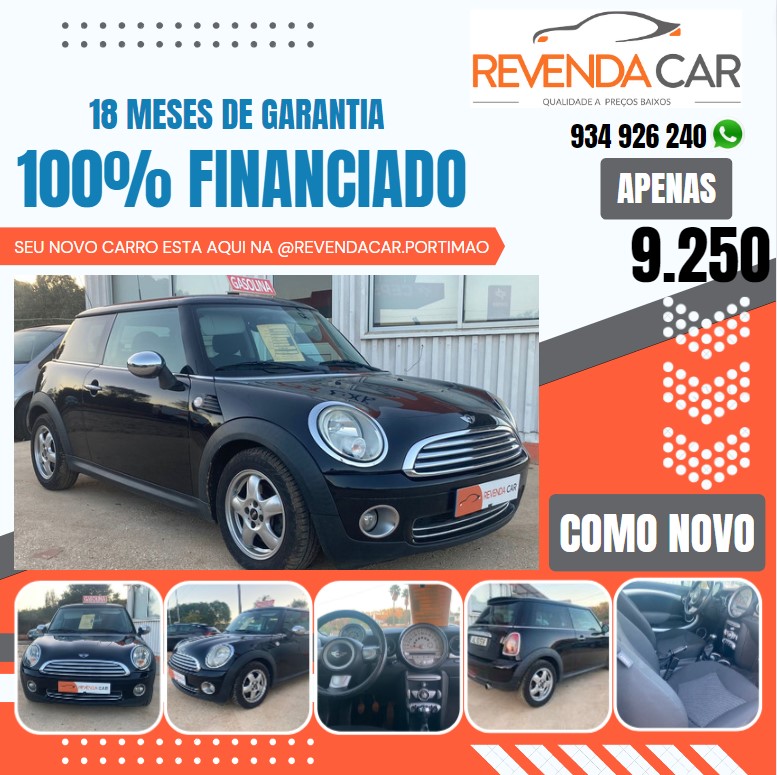 REVENDA CAR
QUALIDADE A PREÇOS BAIXOS
18 MESES DE GARANTIA
934 926 240
100% FINANCIADO
APENAS
SEU NOVO CARRO ESTA AQUI NA @REVENDACAR.PORTIMAO
9.250
GASOLINA
REVENDA CAR
COMO NOVO
GASOLINA